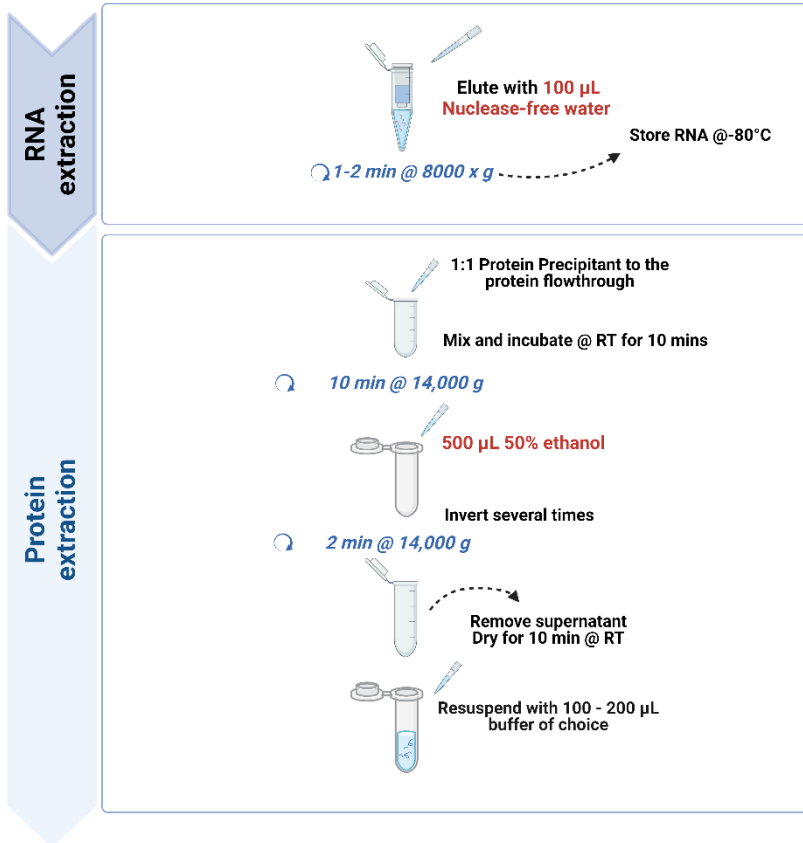 RNA
extraction
Elute with 100 µL
Nuclease-free water
Store RNA @-80°C
1-2 min @ 8000 x g
Protein
extraction
1:1 Protein Precipitant to the
protein flowthrough
Mix and incubate @ RT for 10 mins
10 min @ 14,000 g
500 µL 50% ethanol
Invert several times
2 min @ 14,000 g
Remove supernatant
Dry for 10 min @ RT
Resuspend with 100 - 200 µL
buffer of choice